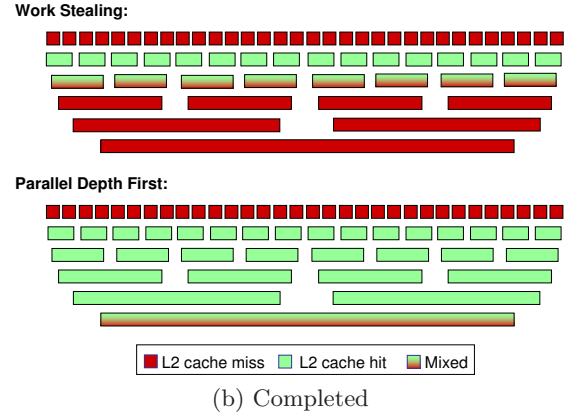 Work Stealing:
Parallel Depth First:
L2 cache miss L2 cache hit Mixed
(b) Completed